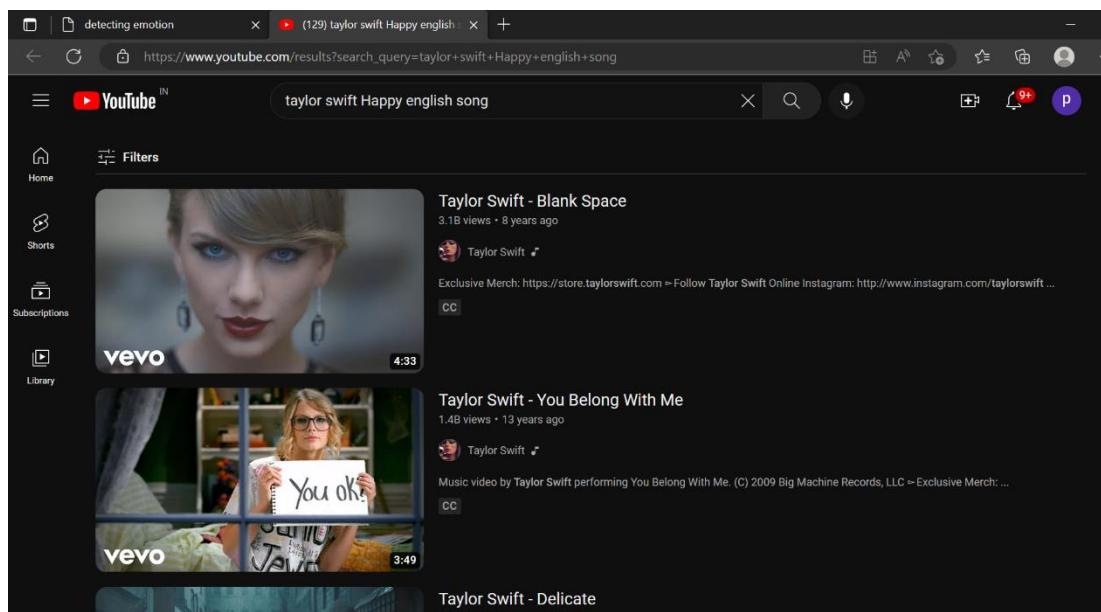 detecting emotion
(129) taylor swift Happy english s
https://www.youtube.com/results?search_query=taylor+swift+Happy+english+song
YouTube IN
taylor swift Happy english song
9+
p
Home
Shorts
Subscriptions
Library
Filters
vevo
4:33
Taylor Swift - Blank Space
3.1B views • 8 years ago
Taylor Swift
Exclusive Merch: https://store.taylorswift.com ► Follow Taylor Swift Online Instagram: http://www.instagram.com/taylorswift ...
CC
You ok?
vevo
3:49
Taylor Swift - You Belong With Me
1.4B views • 13 years ago
Taylor Swift
Music video by Taylor Swift performing You Belong With Me. (C) 2009 Big Machine Records, LLC ► Exclusive Merch: ...
CC
Taylor Swift - Delicate